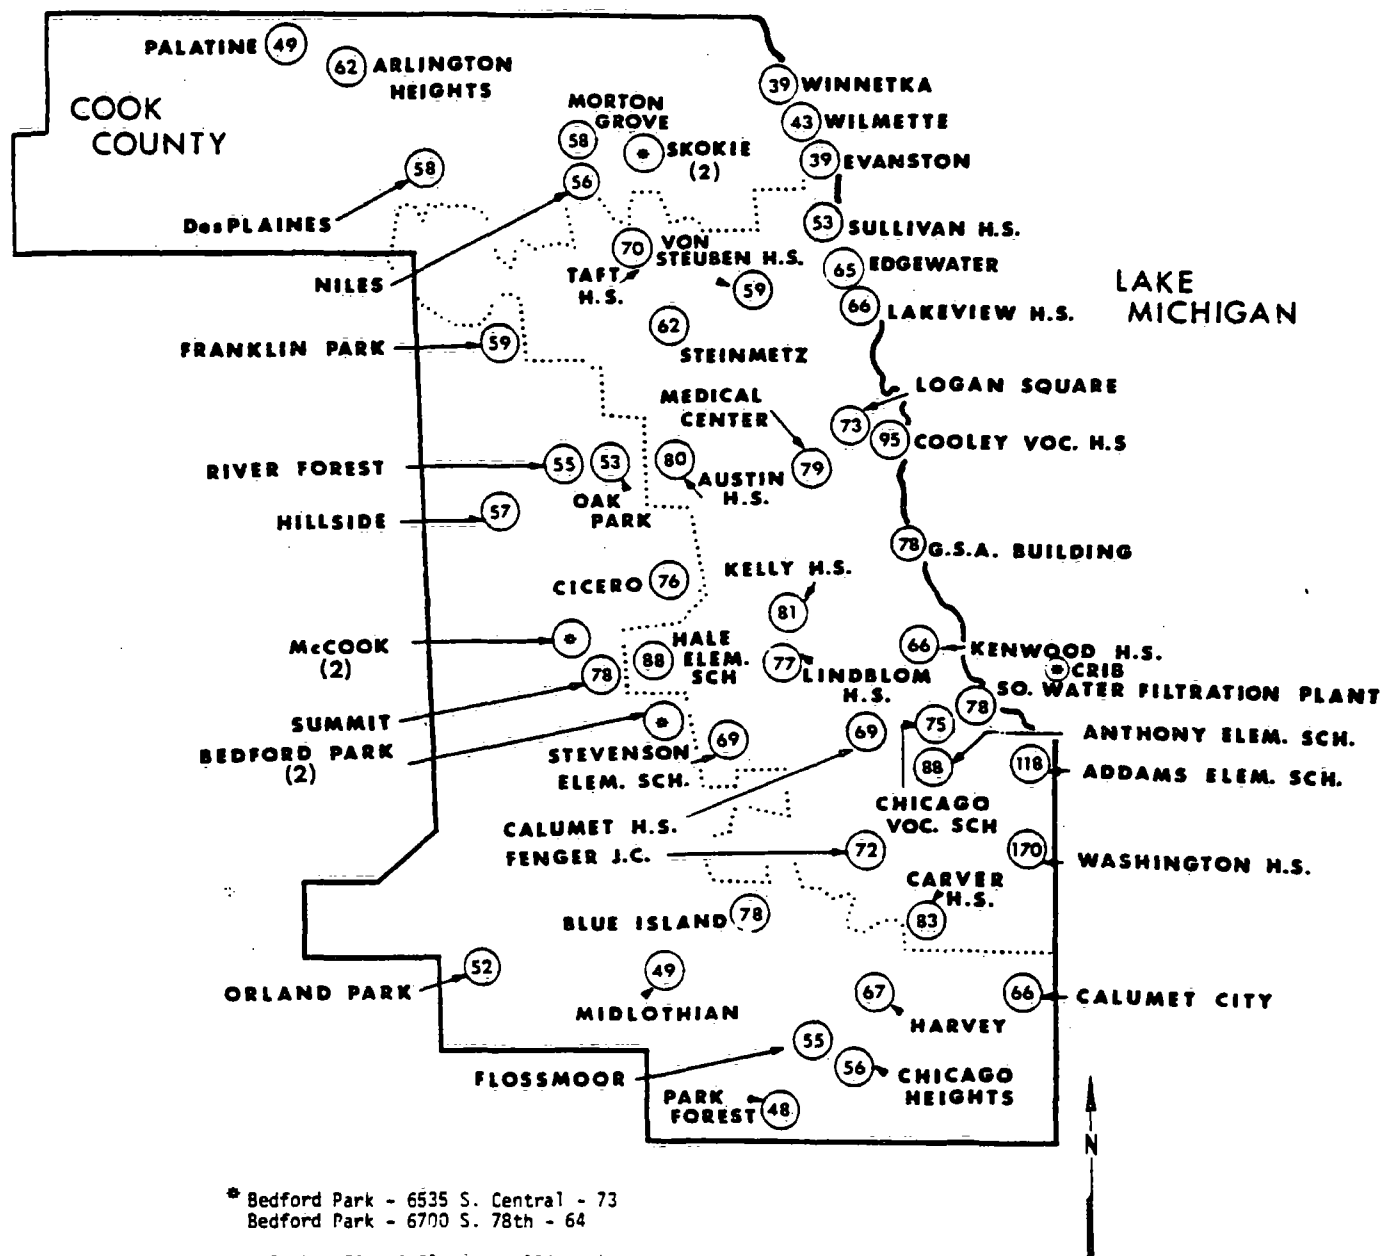 PALATINE 49
62 ARLINGTON
HEIGHTS
COOK
COUNTY
39 WINNETKA
MORTON
GROVE
58
43 WILMETTE
* SKOKIE
(2)
39 EVANSTON
58
DesPLAINES
56
NILES
53 SULLIVAN H.S.
70 VON
STEUBEN H.S.
59
TAFT
H.S.
65 EDGEWATER
66 LAKEVIEW H.S.
LAKE
MICHIGAN
62
STEINMETZ
FRANKLIN PARK 59
LOGAN SQUARE
73
MEDICAL
CENTER
79
95 COOLEY VOC. H.S
RIVER FOREST 55
53
OAK
PARK
80
AUSTIN
H.S.
HILLSIDE 57
78 G.S.A. BUILDING
KELLY H.S.
81
CICERO 76
McCOOK *
(2)
88 HALE
ELEM.
SCH
77 LINDBLOM
H.S.
66 KENWOOD H.S.
* CRIB
SUMMIT 78
SO. WATER FILTRATION PLANT
78
BEDFORD PARK *
(2)
STEVENSON
ELEM. SCH.
69
69
75
ANTHONY ELEM. SCH.
88
118 ADDAMS ELEM. SCH.
CHICAGO
VOC. SCH
CALUMET H.S.
FENGER J.C. 72
170 WASHINGTON H.S.
CARVER
H.S.
83
BLUE ISLAND 78
ORLAND PARK 52
49
MIDLOTHIAN
67
HARVEY
66 CALUMET CITY
FLOSSMOOR 55
56 CHICAGO
HEIGHTS
PARK
FOREST 48
N
* Bedford Park - 6535 S. Central - 73
Bedford Park - 6700 S. 78th - 64